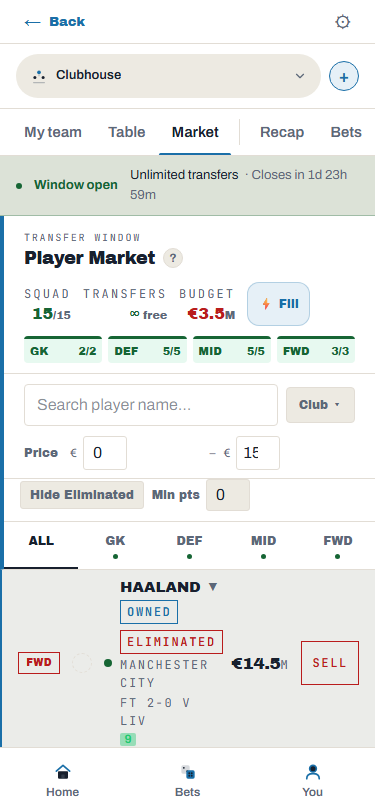 ← Back
Clubhouse
+
My team Table Market Recap Bets
Window open Unlimited transfers · Closes in 1d 23h
59m
TRANSFER WINDOW
Player Market ?
SQUAD TRANSFERS BUDGET
15/15 ∞ free €3.5M
Fill
GK 2/2 DEF 5/5 MID 5/5 FWD 3/3
Search player name...
Club
Price € 0 – € 15
Hide Eliminated Min pts 0
ALL GK DEF MID FWD
HAALAND ▼
OWNED
ELIMINATED
FWD MANCHESTER €14.5M SELL
CITY
FT 2-0 V
LIV
9
Home Bets You